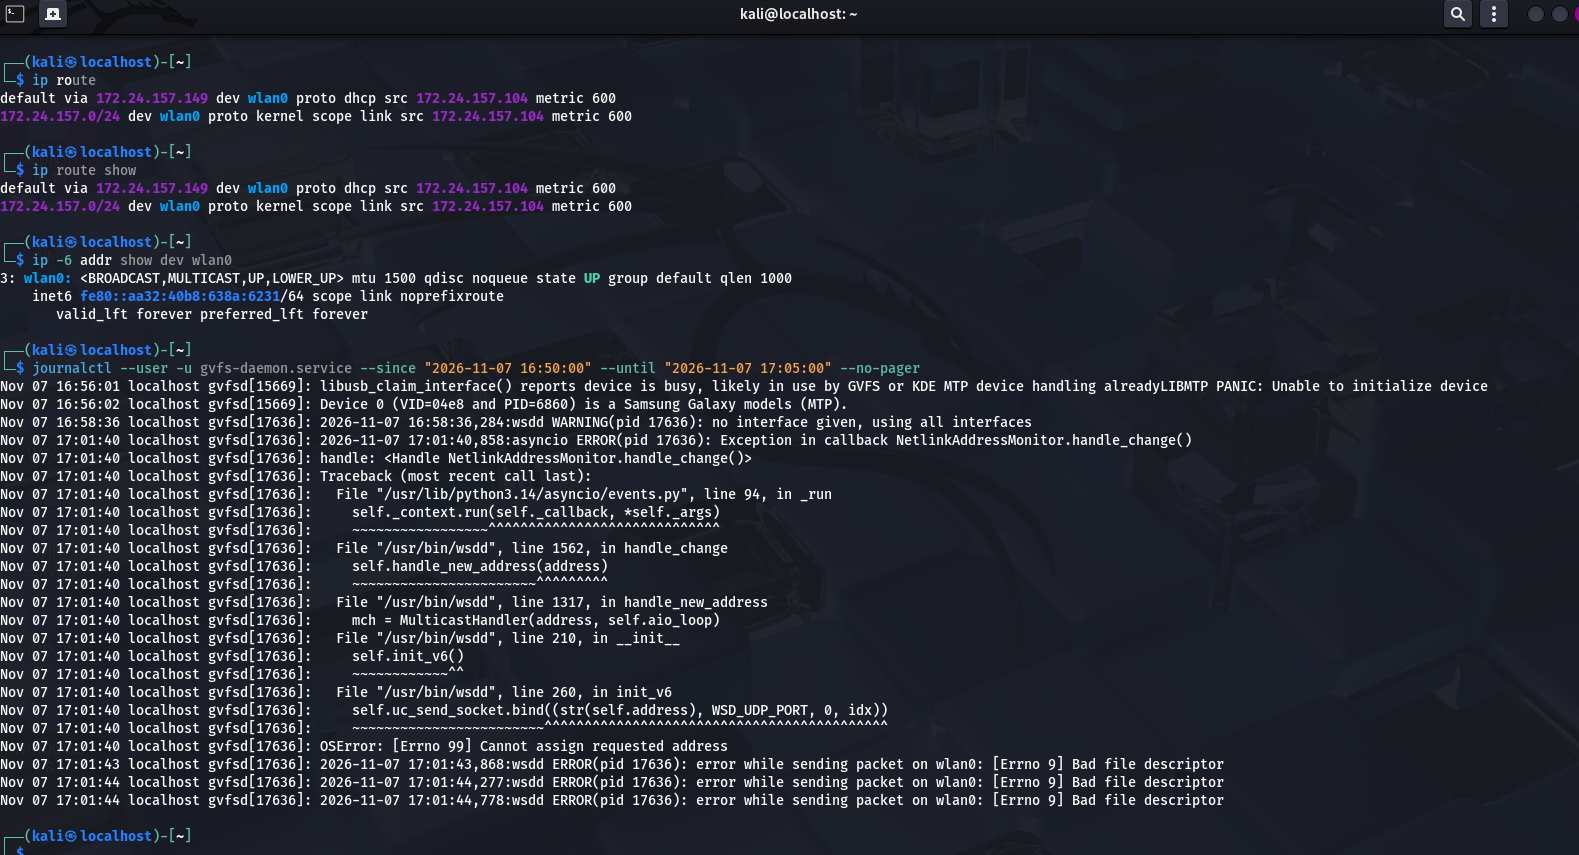 kali@localhost: ~
┌──(kali㉿localhost)-[~]
└─$ ip route
default via 172.24.157.149 dev wlan0 proto dhcp src 172.24.157.104 metric 600
172.24.157.0/24 dev wlan0 proto kernel scope link src 172.24.157.104 metric 600
┌──(kali㉿localhost)-[~]
└─$ ip route show
default via 172.24.157.149 dev wlan0 proto dhcp src 172.24.157.104 metric 600
172.24.157.0/24 dev wlan0 proto kernel scope link src 172.24.157.104 metric 600
┌──(kali㉿localhost)-[~]
└─$ ip -6 addr show dev wlan0
3: wlan0: <BROADCAST,MULTICAST,UP,LOWER_UP> mtu 1500 qdisc noqueue state UP group default qlen 1000
    inet6 fe80::aa32:40b8:638a:6231/64 scope link noprefixroute
       valid_lft forever preferred_lft forever
┌──(kali㉿localhost)-[~]
└─$ journalctl --user -u gvfs-daemon.service --since "2026-11-07 16:50:00" --until "2026-11-07 17:05:00" --no-pager
Nov 07 16:56:01 localhost gvfsd[15669]: libusb_claim_interface() reports device is busy, likely in use by GVFS or KDE MTP device handling alreadyLIBMTP PANIC: Unable to initialize device
Nov 07 16:56:02 localhost gvfsd[15669]: Device 0 (VID=04e8 and PID=6860) is a Samsung Galaxy models (MTP).
Nov 07 16:58:36 localhost gvfsd[17636]: 2026-11-07 16:58:36,284:wsdd WARNING(pid 17636): no interface given, using all interfaces
Nov 07 17:01:40 localhost gvfsd[17636]: 2026-11-07 17:01:40,858:asyncio ERROR(pid 17636): Exception in callback NetlinkAddressMonitor.handle_change()
Nov 07 17:01:40 localhost gvfsd[17636]: handle: <Handle NetlinkAddressMonitor.handle_change()>
Nov 07 17:01:40 localhost gvfsd[17636]: Traceback (most recent call last):
Nov 07 17:01:40 localhost gvfsd[17636]:   File "/usr/lib/python3.14/asyncio/events.py", line 94, in _run
Nov 07 17:01:40 localhost gvfsd[17636]:     self._context.run(self._callback, *self._args)
Nov 07 17:01:40 localhost gvfsd[17636]:     ~~~~~~~~~~~~~~~~~^^^^^^^^^^^^^^^^^^^^^^^^^^^^^
Nov 07 17:01:40 localhost gvfsd[17636]:   File "/usr/bin/wsdd", line 1562, in handle_change
Nov 07 17:01:40 localhost gvfsd[17636]:     self.handle_new_address(address)
Nov 07 17:01:40 localhost gvfsd[17636]:     ~~~~~~~~~~~~~~~~~~~~~~~^^^^^^^^^
Nov 07 17:01:40 localhost gvfsd[17636]:   File "/usr/bin/wsdd", line 1317, in handle_new_address
Nov 07 17:01:40 localhost gvfsd[17636]:     mch = MulticastHandler(address, self.aio_loop)
Nov 07 17:01:40 localhost gvfsd[17636]:   File "/usr/bin/wsdd", line 210, in __init__
Nov 07 17:01:40 localhost gvfsd[17636]:     self.init_v6()
Nov 07 17:01:40 localhost gvfsd[17636]:     ~~~~~~~~~~~~^^
Nov 07 17:01:40 localhost gvfsd[17636]:   File "/usr/bin/wsdd", line 260, in init_v6
Nov 07 17:01:40 localhost gvfsd[17636]:     self.uc_send_socket.bind((str(self.address), WSD_UDP_PORT, 0, idx))
Nov 07 17:01:40 localhost gvfsd[17636]:     ~~~~~~~~~~~~~~~~~~~~~~~~^^^^^^^^^^^^^^^^^^^^^^^^^^^^^^^^^^^^^^^^^^^
Nov 07 17:01:40 localhost gvfsd[17636]: OSError: [Errno 99] Cannot assign requested address
Nov 07 17:01:43 localhost gvfsd[17636]: 2026-11-07 17:01:43,868:wsdd ERROR(pid 17636): error while sending packet on wlan0: [Errno 9] Bad file descriptor
Nov 07 17:01:44 localhost gvfsd[17636]: 2026-11-07 17:01:44,277:wsdd ERROR(pid 17636): error while sending packet on wlan0: [Errno 9] Bad file descriptor
Nov 07 17:01:44 localhost gvfsd[17636]: 2026-11-07 17:01:44,778:wsdd ERROR(pid 17636): error while sending packet on wlan0: [Errno 9] Bad file descriptor
┌──(kali㉿localhost)-[~]
└─$